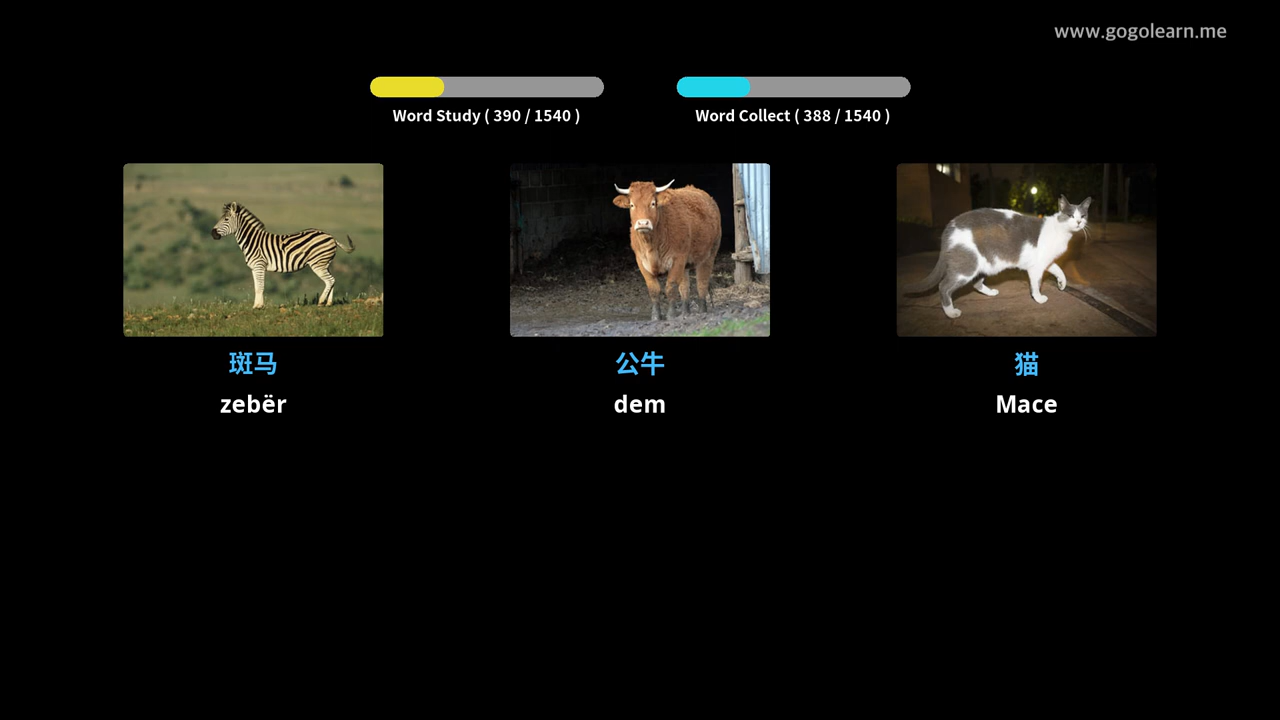 www.gogolearn.me
Word Study ( 390 / 1540 )
Word Collect ( 388 / 1540 )
斑马
公牛
猫
zebër
dem
Mace